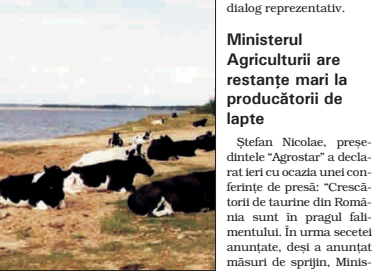 dialog reprezentativ.
Ministerul
Agriculturii are
restanțe mari la
producătorii de
lapte
Ștefan Nicolae, preșe-
dintele “Agrostar” a decla-
rat ieri cu ocazia unei con-
ferințe de presă: “Crescă-
torii de taurine din Româ-
nia sunt în pragul fali-
mentului. În urma secetei
anunțate, deși a anunțat
măsuri de sprijin, Minis-